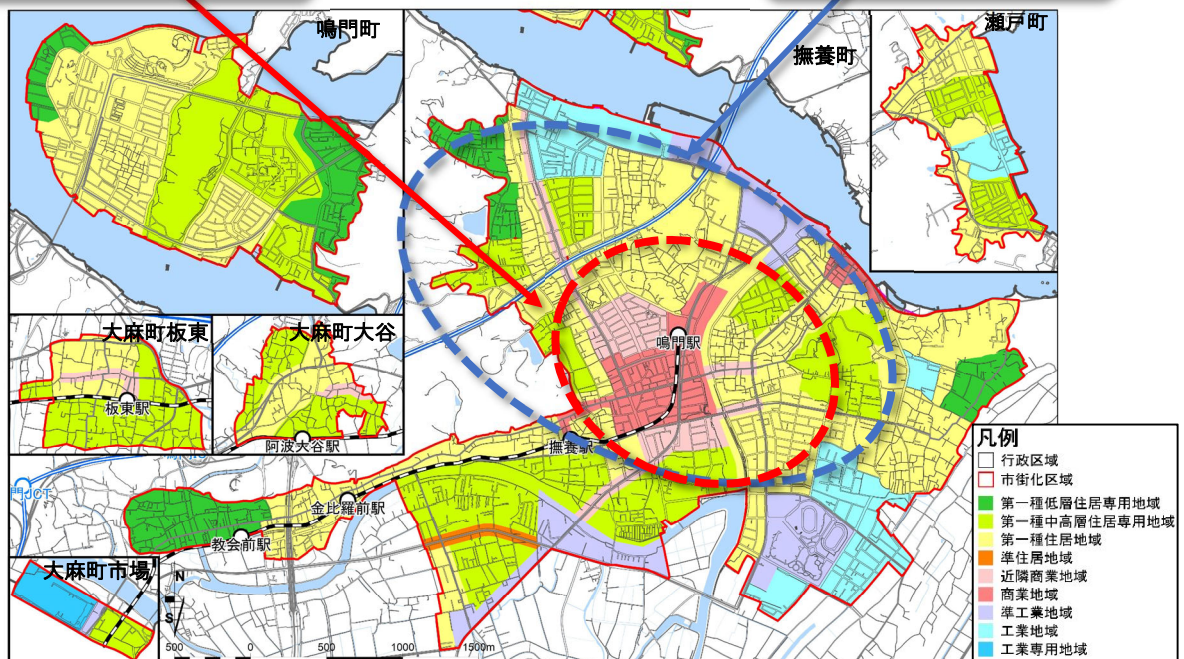 鳴門町
撫養町
瀬戸町
鳴門駅
大麻町板東
大麻町大谷
板東駅
阿波大谷駅
撫養駅
金比羅前駅
教会前駅
大麻町市場
N
S
500
0
500
1000
1500m
凡例
行政区域
市街化区域
第一種低層住居専用地域
第一種中高層住居専用地域
第一種住居地域
準住居地域
近隣商業地域
商業地域
準工業地域
工業地域
工業専用地域